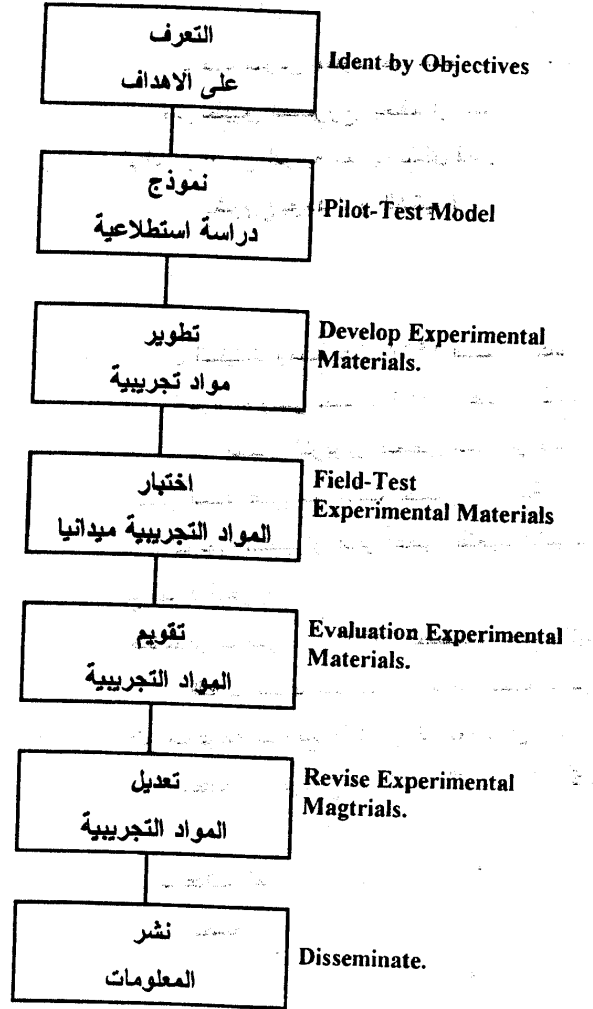 التعرف
على الاهداف
Ident by Objectives
نموذج
دراسة استطلاعية
Pilot-Test Model
تطوير
مواد تجريبية
Develop Experimental
Materials.
اختبار
المواد التجريبية ميدانيا
Field-Test
Experimental Materials
تقويم
المواد التجريبية
Evaluation Experimental
Materials.
تعديل
المواد التجريبية
Revise Experimental
Magtrials.
نشر
المعلومات
Disseminate.